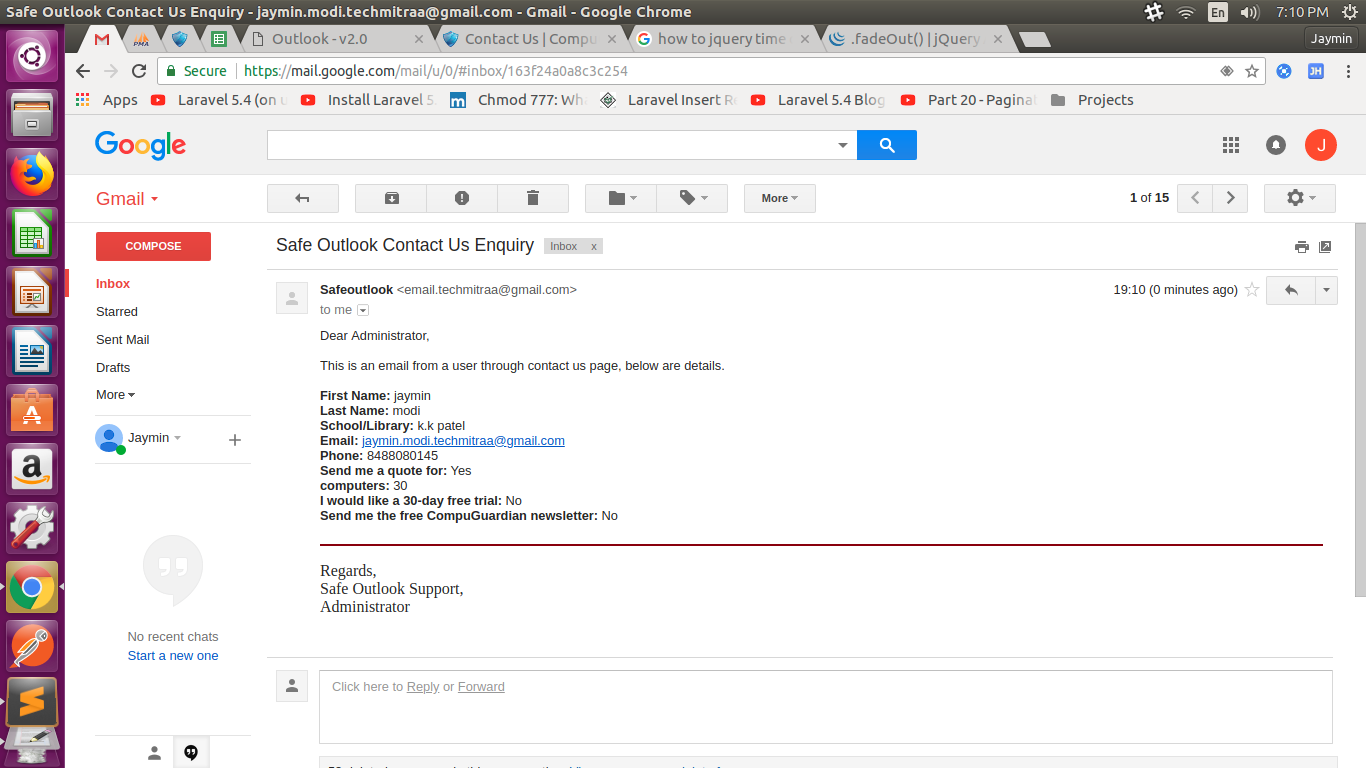 Safe Outlook Contact Us Enquiry - jaymin.modi.techmitraa@gmail.com - Gmail - Google Chrome
En
7:10 PM
PMA
Outlook - v2.0
Contact Us | Compu
how to jquery time
.fadeOut() | jQuery
Jaymin
Secure
https://mail.google.com/mail/u/0/#inbox/163f24a0a8c3c254
JH
Apps
Laravel 5.4 (on u
Install Laravel 5.
Chmod 777: Wh
Laravel Insert R
Laravel 5.4 Blog
Part 20 - Paginat
Projects
Google
J
Gmail
More
1 of 15
COMPOSE
Inbox
Starred
Sent Mail
Drafts
More
Jaymin
No recent chats
Start a new one
Safe Outlook Contact Us Enquiry
Inbox x
Safeoutlook <email.techmitraa@gmail.com>
19:10 (0 minutes ago)
to me
Dear Administrator,
This is an email from a user through contact us page, below are details.
First Name: jaymin
Last Name: modi
School/Library: k.k patel
Email: jaymin.modi.techmitraa@gmail.com
Phone: 8488080145
Send me a quote for: Yes
computers: 30
I would like a 30-day free trial: No
Send me the free CompuGuardian newsletter: No
Regards,
Safe Outlook Support,
Administrator
Click here to Reply or Forward